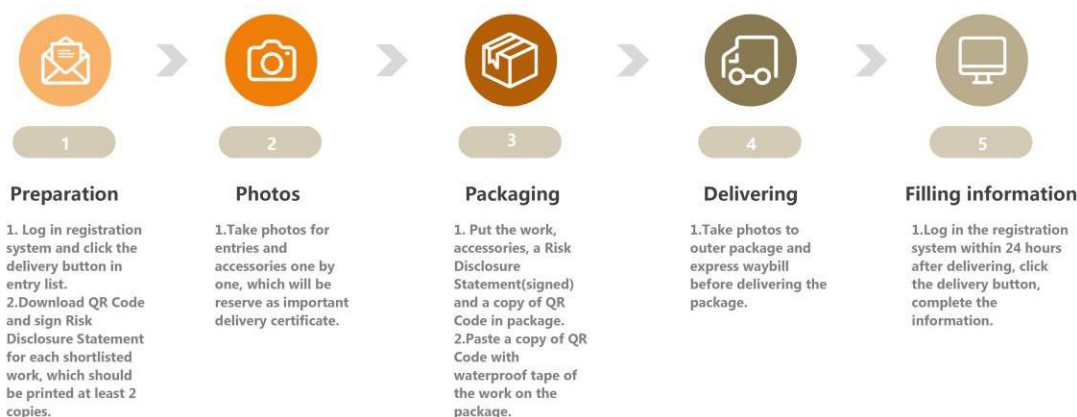 1
2
3
4
5
Preparation
1. Log in registration
system and click the
delivery button in
entry list.
2.Download QR Code
and sign Risk
Disclosure Statement
for each shortlisted
work, which should
be printed at least 2
copies.
Photos
1.Take photos for
entries and
accessories one by
one, which will be
reserve as important
delivery certificate.
Packaging
1. Put the work,
accessories, a Risk
Disclosure
Statement(signed)
and a copy of QR
Code in package.
2.Paste a copy of QR
Code with
waterproof tape of
the work on the
package.
Delivering
1.Take photos to
outer package and
express waybill
before delivering the
package.
Filling information
1.Log in the registration
system within 24 hours
after delivering, click
the delivery button,
complete the
information.